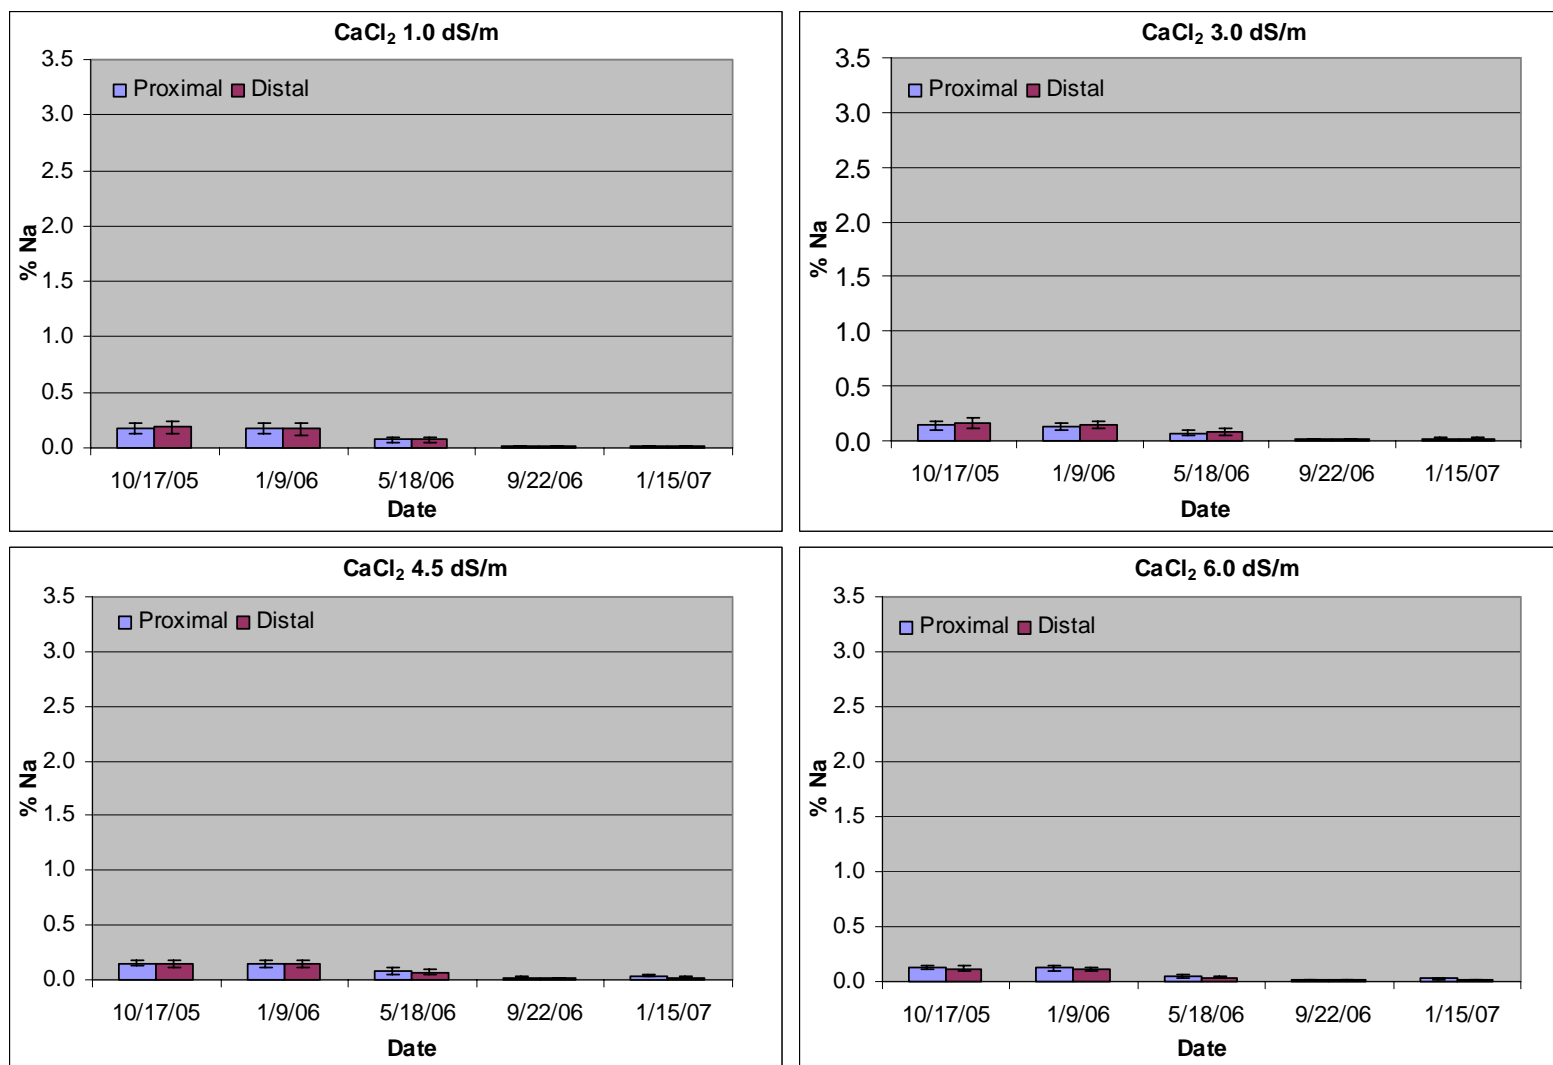 CaCl₂ 1.0 dS/m
3.5
3.0
2.5
2.0
1.5
1.0
0.5
0.0
% Na
Proximal Distal
10/17/05 1/9/06 5/18/06 9/22/06 1/15/07
Date
CaCl₂ 3.0 dS/m
3.5
3.0
2.5
2.0
1.5
1.0
0.5
0.0
% Na
Proximal Distal
10/17/05 1/9/06 5/18/06 9/22/06 1/15/07
Date
CaCl₂ 4.5 dS/m
3.5
3.0
2.5
2.0
1.5
1.0
0.5
0.0
% Na
Proximal Distal
10/17/05 1/9/06 5/18/06 9/22/06 1/15/07
Date
CaCl₂ 6.0 dS/m
3.5
3.0
2.5
2.0
1.5
1.0
0.5
0.0
% Na
Proximal Distal
10/17/05 1/9/06 5/18/06 9/22/06 1/15/07
Date